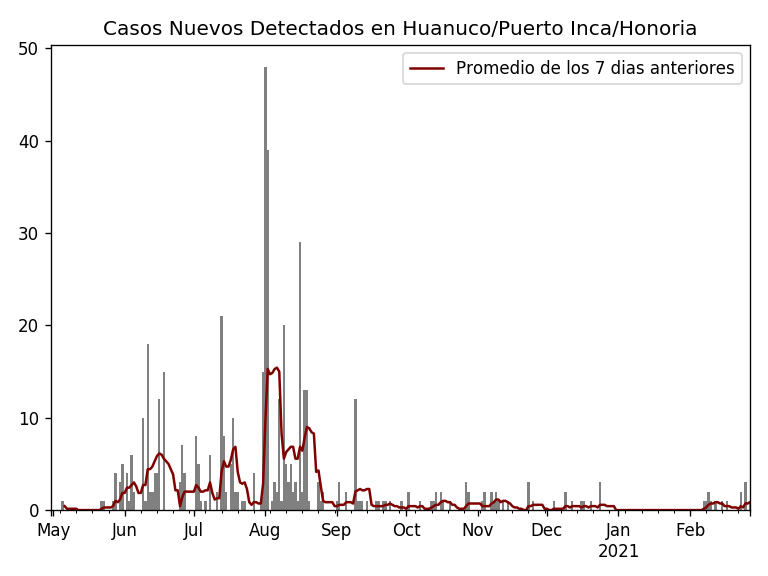 Casos Nuevos Detectados en Huanuco/Puerto Inca/Honoria
Promedio de los 7 dias anteriores
50
40
30
20
10
0
May Jun Jul Aug Sep Oct Nov Dec Jan Feb
2021